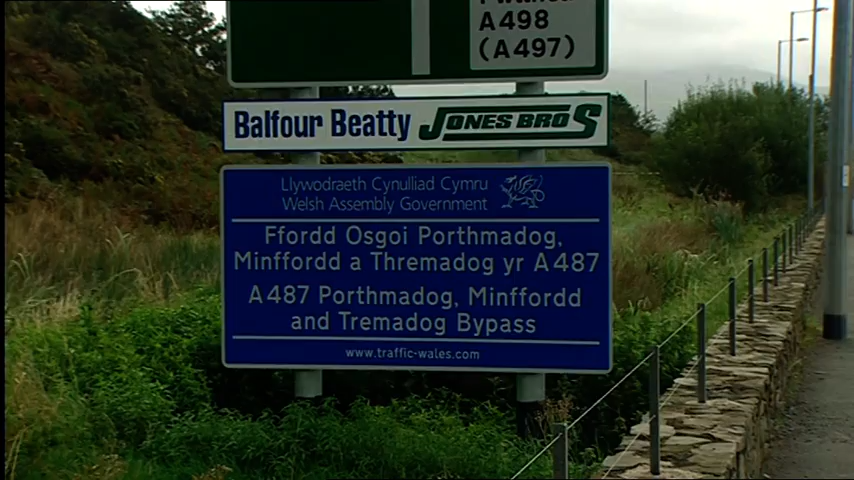 A498
(A497)
Balfour Beatty JONES BROS
Llywodraeth Cynulliad Cymru
Welsh Assembly Government
Ffordd Osgoi Porthmadog,
Minffordd a Thremadog yr A487
A487 Porthmadog, Minffordd
and Tremadog Bypass
www.traffic-wales.com